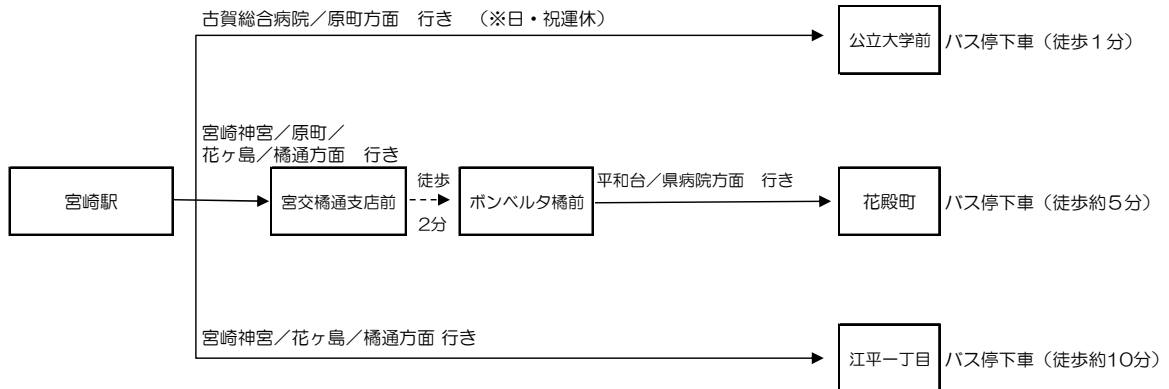 古賀総合病院／原町方面　行き　（※日・祝運休）
公立大学前
バス停下車（徒歩１分）
宮崎神宮／原町／
花ヶ島／橘通方面　行き
宮崎駅
宮交橘通支店前
徒歩
2分
ボンベルタ橘前
平和台／県病院方面　行き
花殿町
バス停下車（徒歩約５分）
宮崎神宮／花ヶ島／橘通方面 行き
江平一丁目
バス停下車（徒歩約10分）